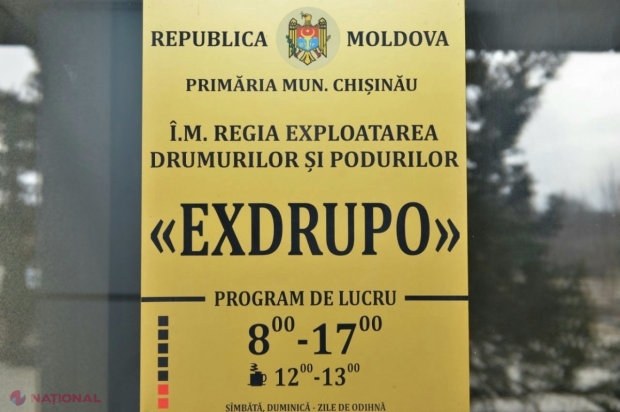 REPUBLICA MOLDOVA
PRIMĂRIA MUN. CHIȘINĂU
Î.M. REGIA EXPLOATAREA
DRUMURILOR ȘI PODURILOR
«EXDRUPO»
PROGRAM DE LUCRU
8⁰⁰-17⁰⁰
12⁰⁰-13⁰⁰
SÎMBĂTĂ, DUMINICĂ - ZILE DE ODIHNĂ
NATIONAL